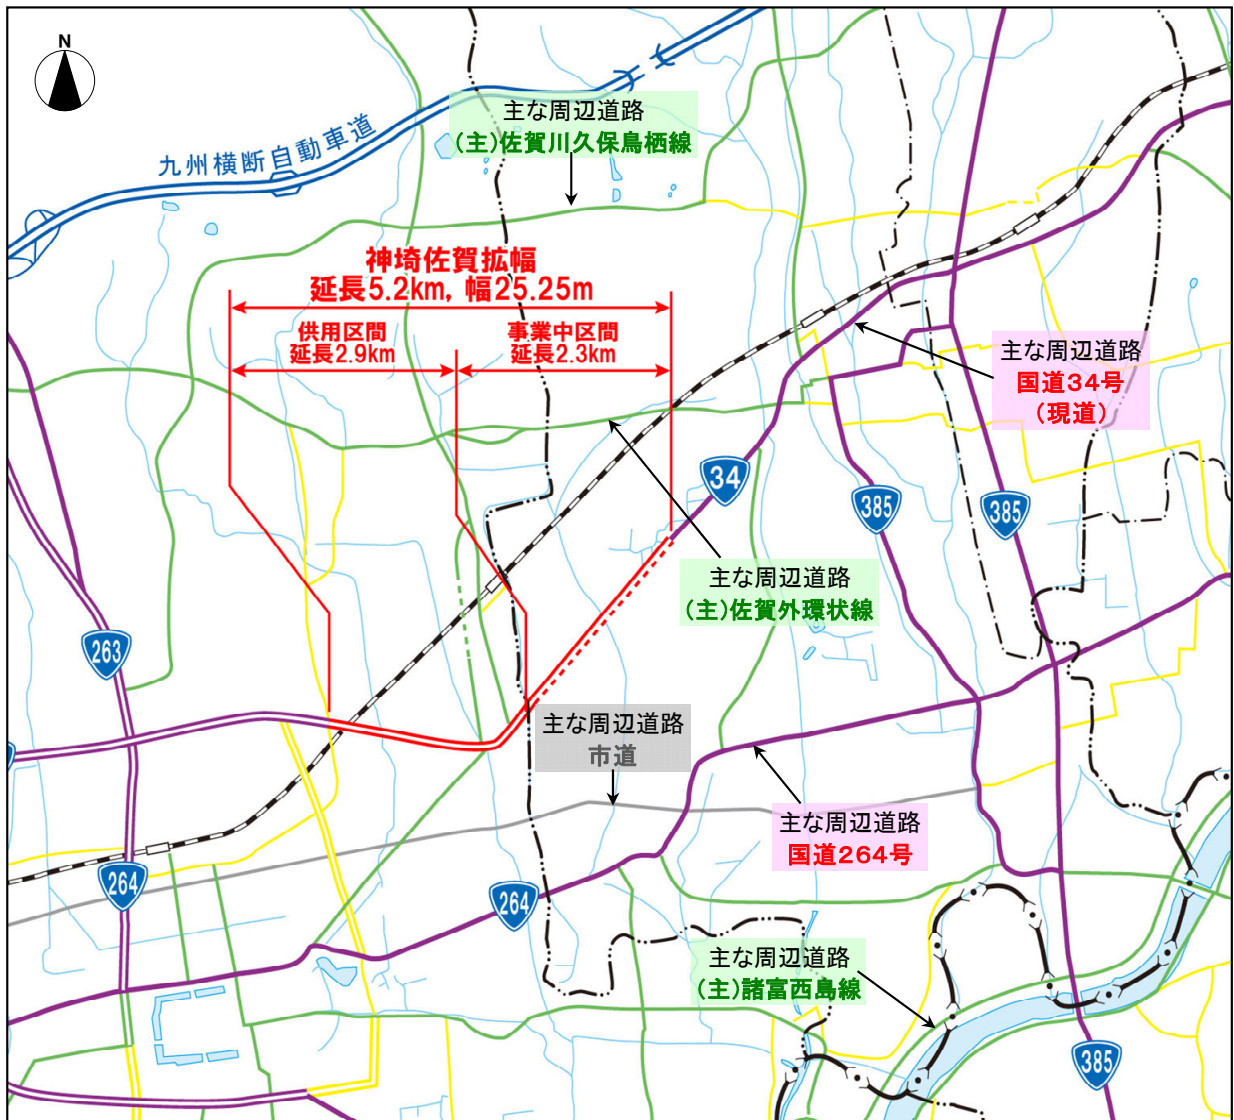 N
主な周辺道路
(主)佐賀川久保鳥栖線
九州横断自動車道
神埼佐賀拡幅
延長5.2km, 幅25.25m
供用区間
延長2.9km
事業中区間
延長2.3km
主な周辺道路
国道34号
(現道)
34
385
385
主な周辺道路
(主)佐賀外環状線
263
主な周辺道路
市道
主な周辺道路
国道264号
264
264
主な周辺道路
(主)諸富西島線
385